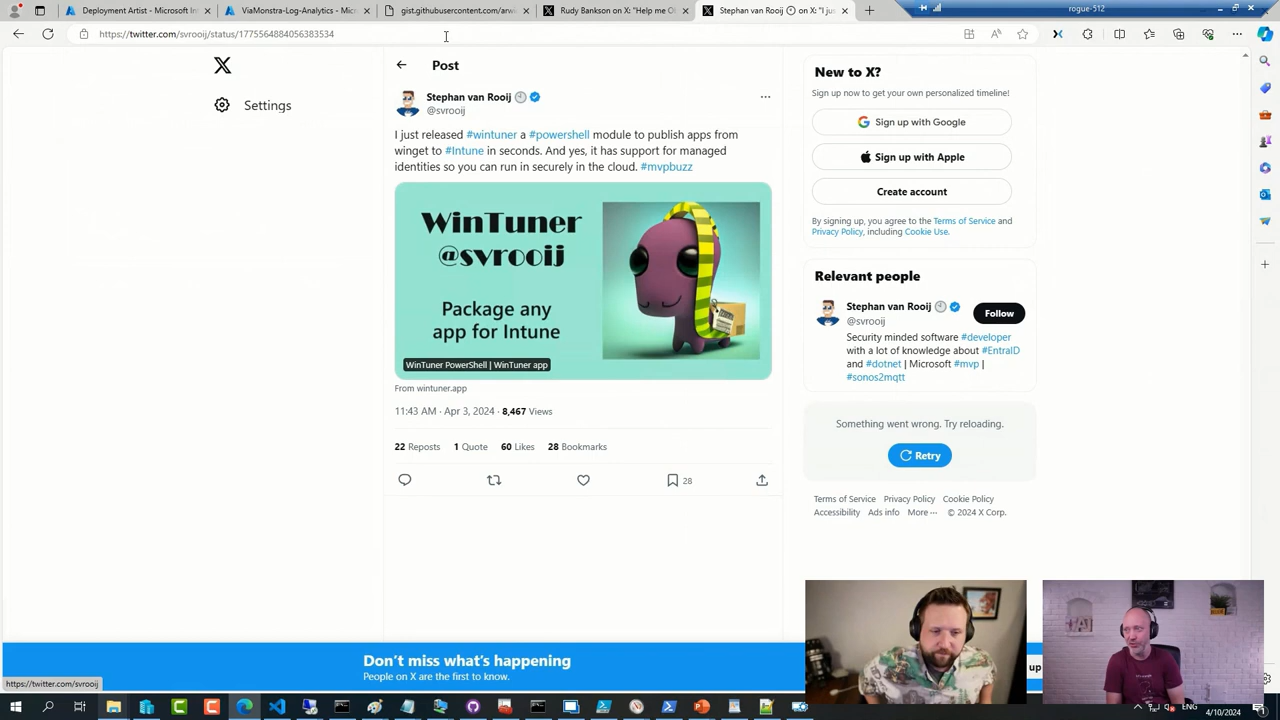 Deployment Artist - Microsoft In
ViaMonstra-Log-Analytics - Micr
gist.githubusercontent.com/arw
Rudy Bankson on X: "Help me O
Stephan van Rooij on X: "I jus
rogue-512
https://twitter.com/svrooij/status/1775564884056383534
Settings
Post
Stephan van Rooij
@svrooij
I just released #wintuner a #powershell module to publish apps from
winget to #Intune in seconds. And yes, it has support for managed
identities so you can run in securely in the cloud. #mvpbuzz
WinTuner
@svrooij
Package any
app for Intune
WinTuner PowerShell | WinTuner app
From wintuner.app
11:43 AM · Apr 3, 2024 · 8,467 Views
22 Reposts 1 Quote 60 Likes 28 Bookmarks
28
New to X?
Sign up now to get your own personalized timeline!
Sign up with Google
Sign up with Apple
Create account
By signing up, you agree to the Terms of Service and
Privacy Policy, including Cookie Use.
Relevant people
Stephan van Rooij
@svrooij
Follow
Security minded software #developer
with a lot of knowledge about #EntraID
and #dotnet | Microsoft #mvp |
#sonos2mqtt
Something went wrong. Try reloading.
Retry
Terms of Service Privacy Policy Cookie Policy
Accessibility Ads info More ··· © 2024 X Corp.
Don't miss what's happening
People on X are the first to know.
up
https://twitter.com/svrooij
ENG
4/10/2024